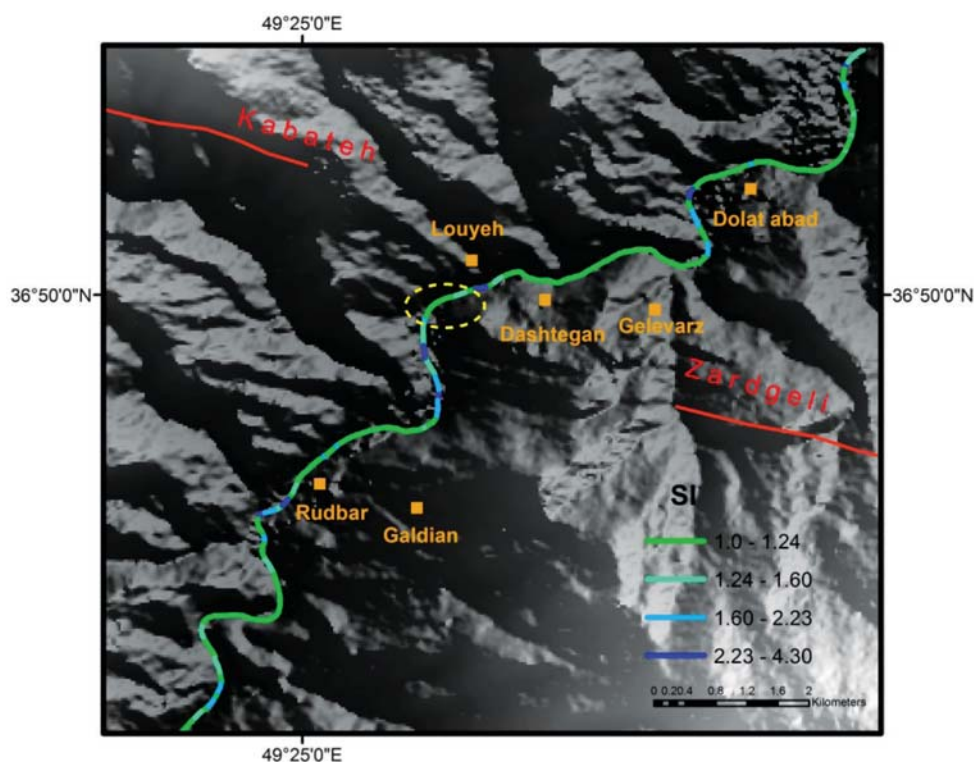 49°25'0"E
Kabateh
Dolat abad
Louyeh
36°50'0"N
36°50'0"N
Dashtegan
Gelevarz
Zardgeli
SI
Rudbar
Galdian
1.0 - 1.24
1.24 - 1.60
1.60 - 2.23
2.23 - 4.30
0 0.20.4 0.8 1.2 1.6 2
Kilometers
49°25'0"E